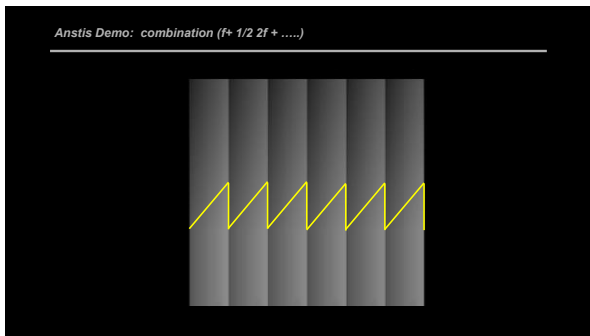 Anstis Demo: combination (f+ 1/2 2f + …..)